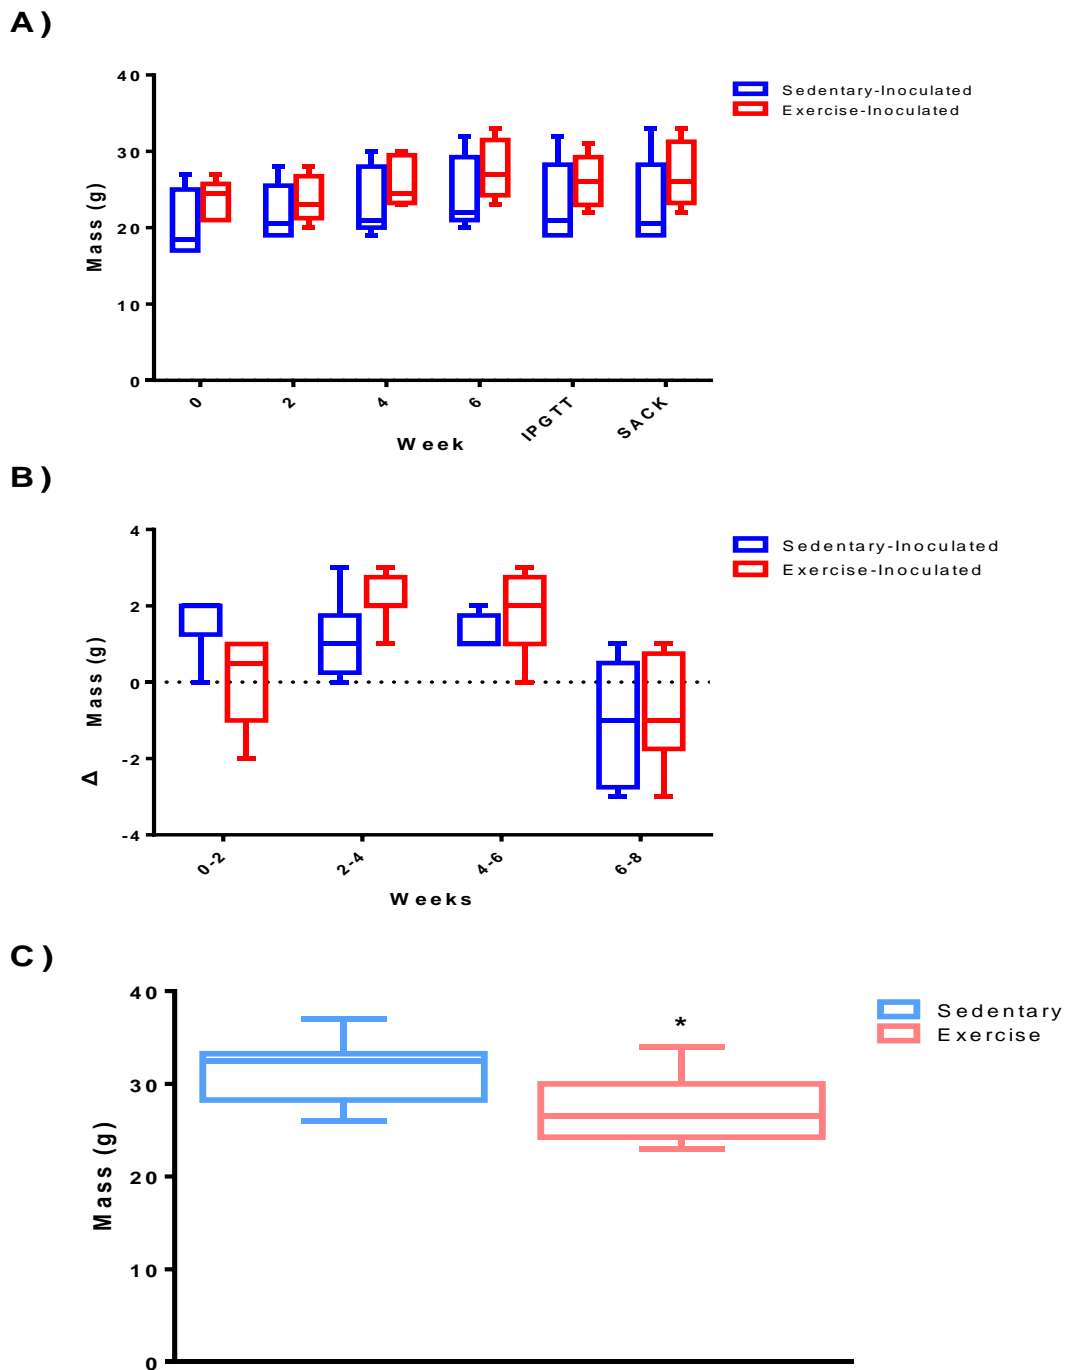 A)
40
30
20
10
0
Mass (g)
0
2
4
6
IPGTT
SACK
Week
Sedentary-Inoculated
Exercise-Inoculated
B)
4
2
0
-2
-4
Δ Mass (g)
0-2
2-4
4-6
6-8
Weeks
Sedentary-Inoculated
Exercise-Inoculated
C)
40
30
20
10
0
Mass (g)
*
Sedentary
Exercise